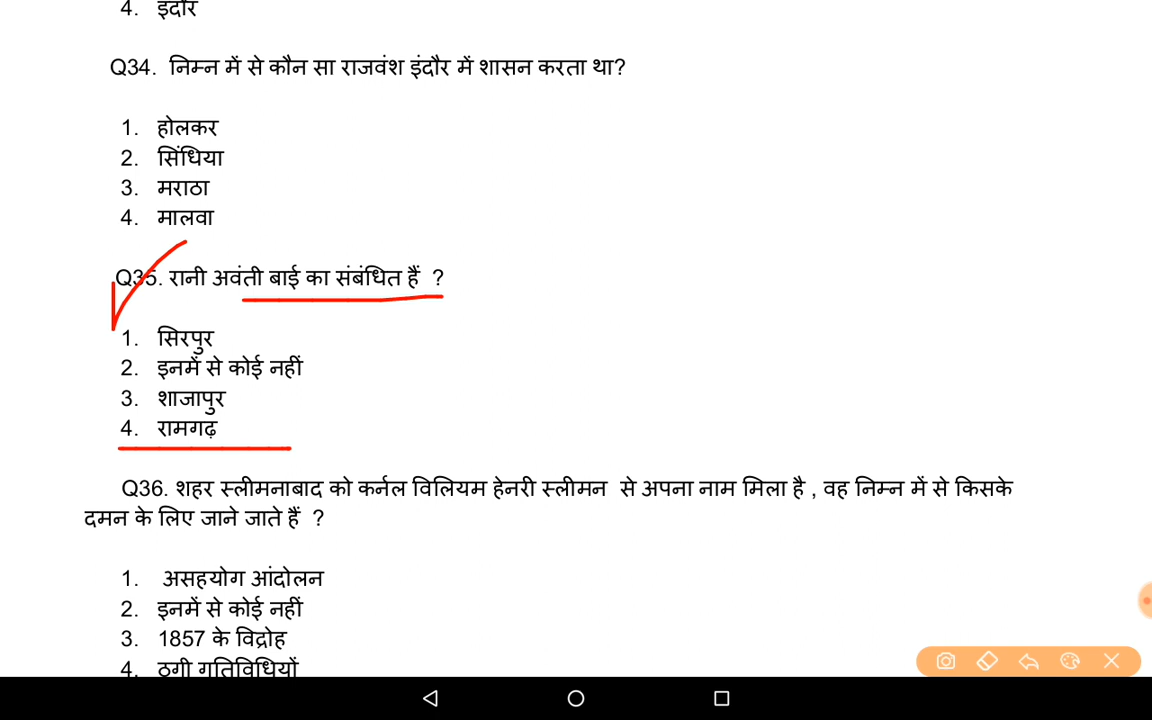 4. इंदौर
Q34. निम्न में से कौन सा राजवंश इंदौर में शासन करता था?
1. होलकर
2. सिंधिया
3. मराठा
4. मालवा
Q35. रानी अवंती बाई का संबंधित हैं ?
1. सिरपुर
2. इनमें से कोई नहीं
3. शाजापुर
4. रामगढ़
Q36. शहर स्लीमनाबाद को कर्नल विलियम हेनरी स्लीमन से अपना नाम मिला है , वह निम्न में से किसके
दमन के लिए जाने जाते हैं ?
1. असहयोग आंदोलन
2. इनमें से कोई नहीं
3. 1857 के विद्रोह
4. ठगी गतिविधियों